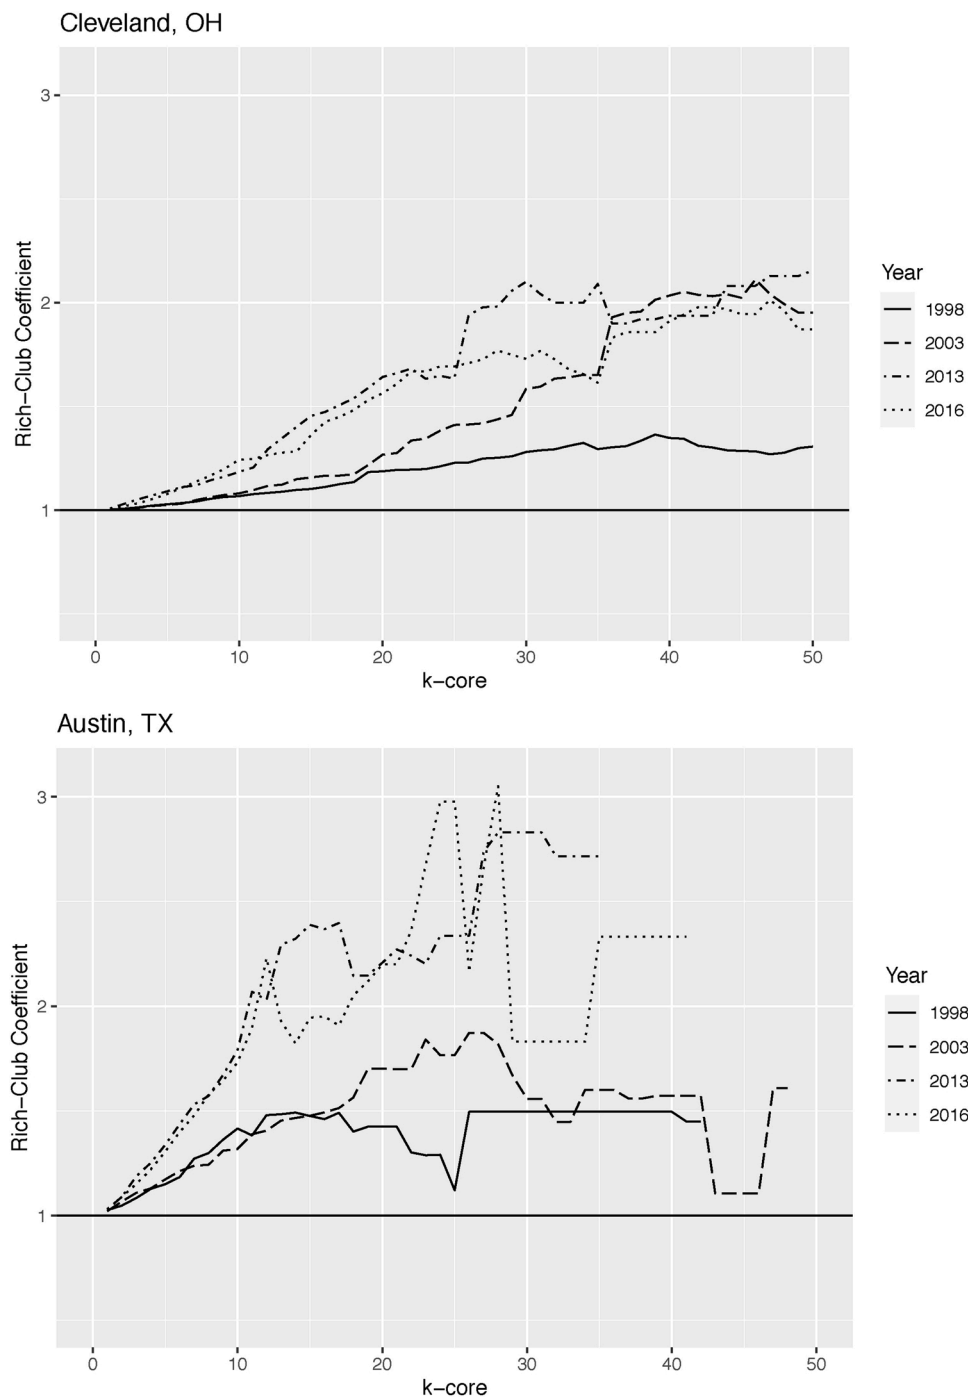 Cleveland, OH
3
2
1
Rich−Club Coefficient
0 10 20 30 40 50
k−core
Year
1998
2003
2013
2016
Austin, TX
3
2
1
Rich−Club Coefficient
0 10 20 30 40 50
k−core
Year
1998
2003
2013
2016